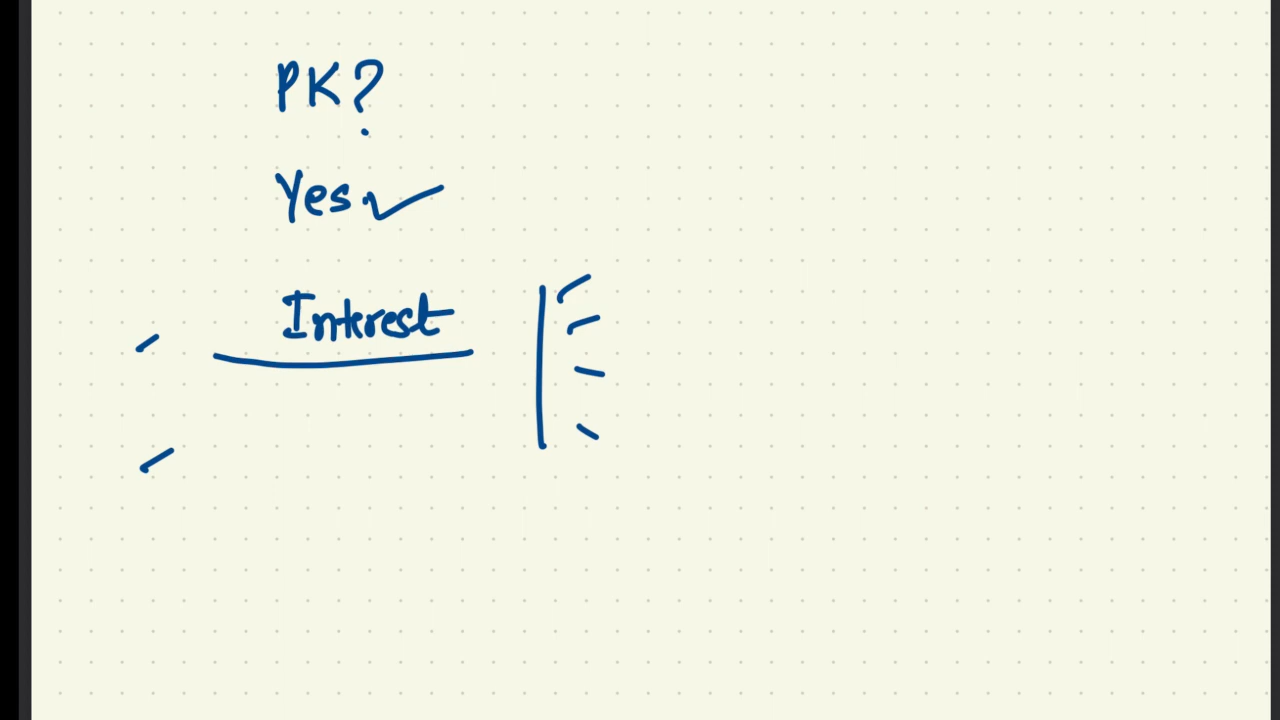 PK?
Yes ✓
Interest